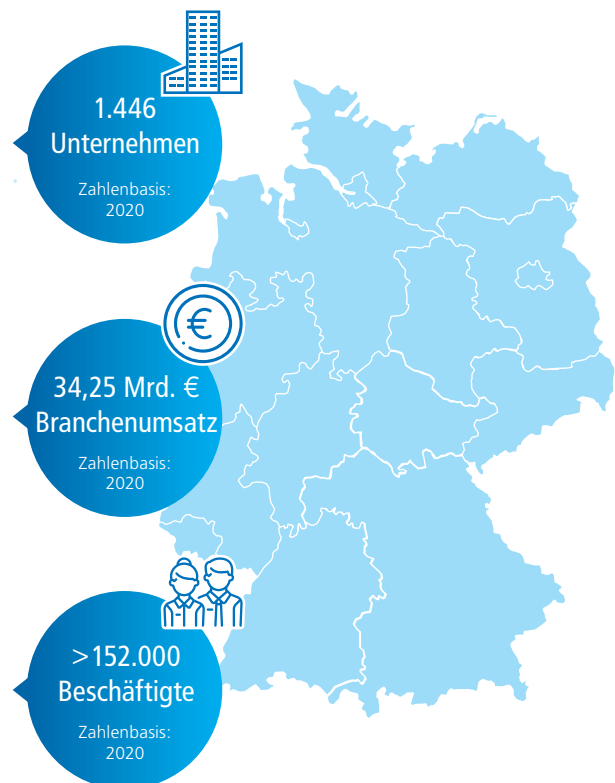 1.446
Unternehmen
Zahlenbasis:
2020
€
34,25 Mrd. €
Branchenumsatz
Zahlenbasis:
2020
>152.000
Beschäftigte
Zahlenbasis:
2020